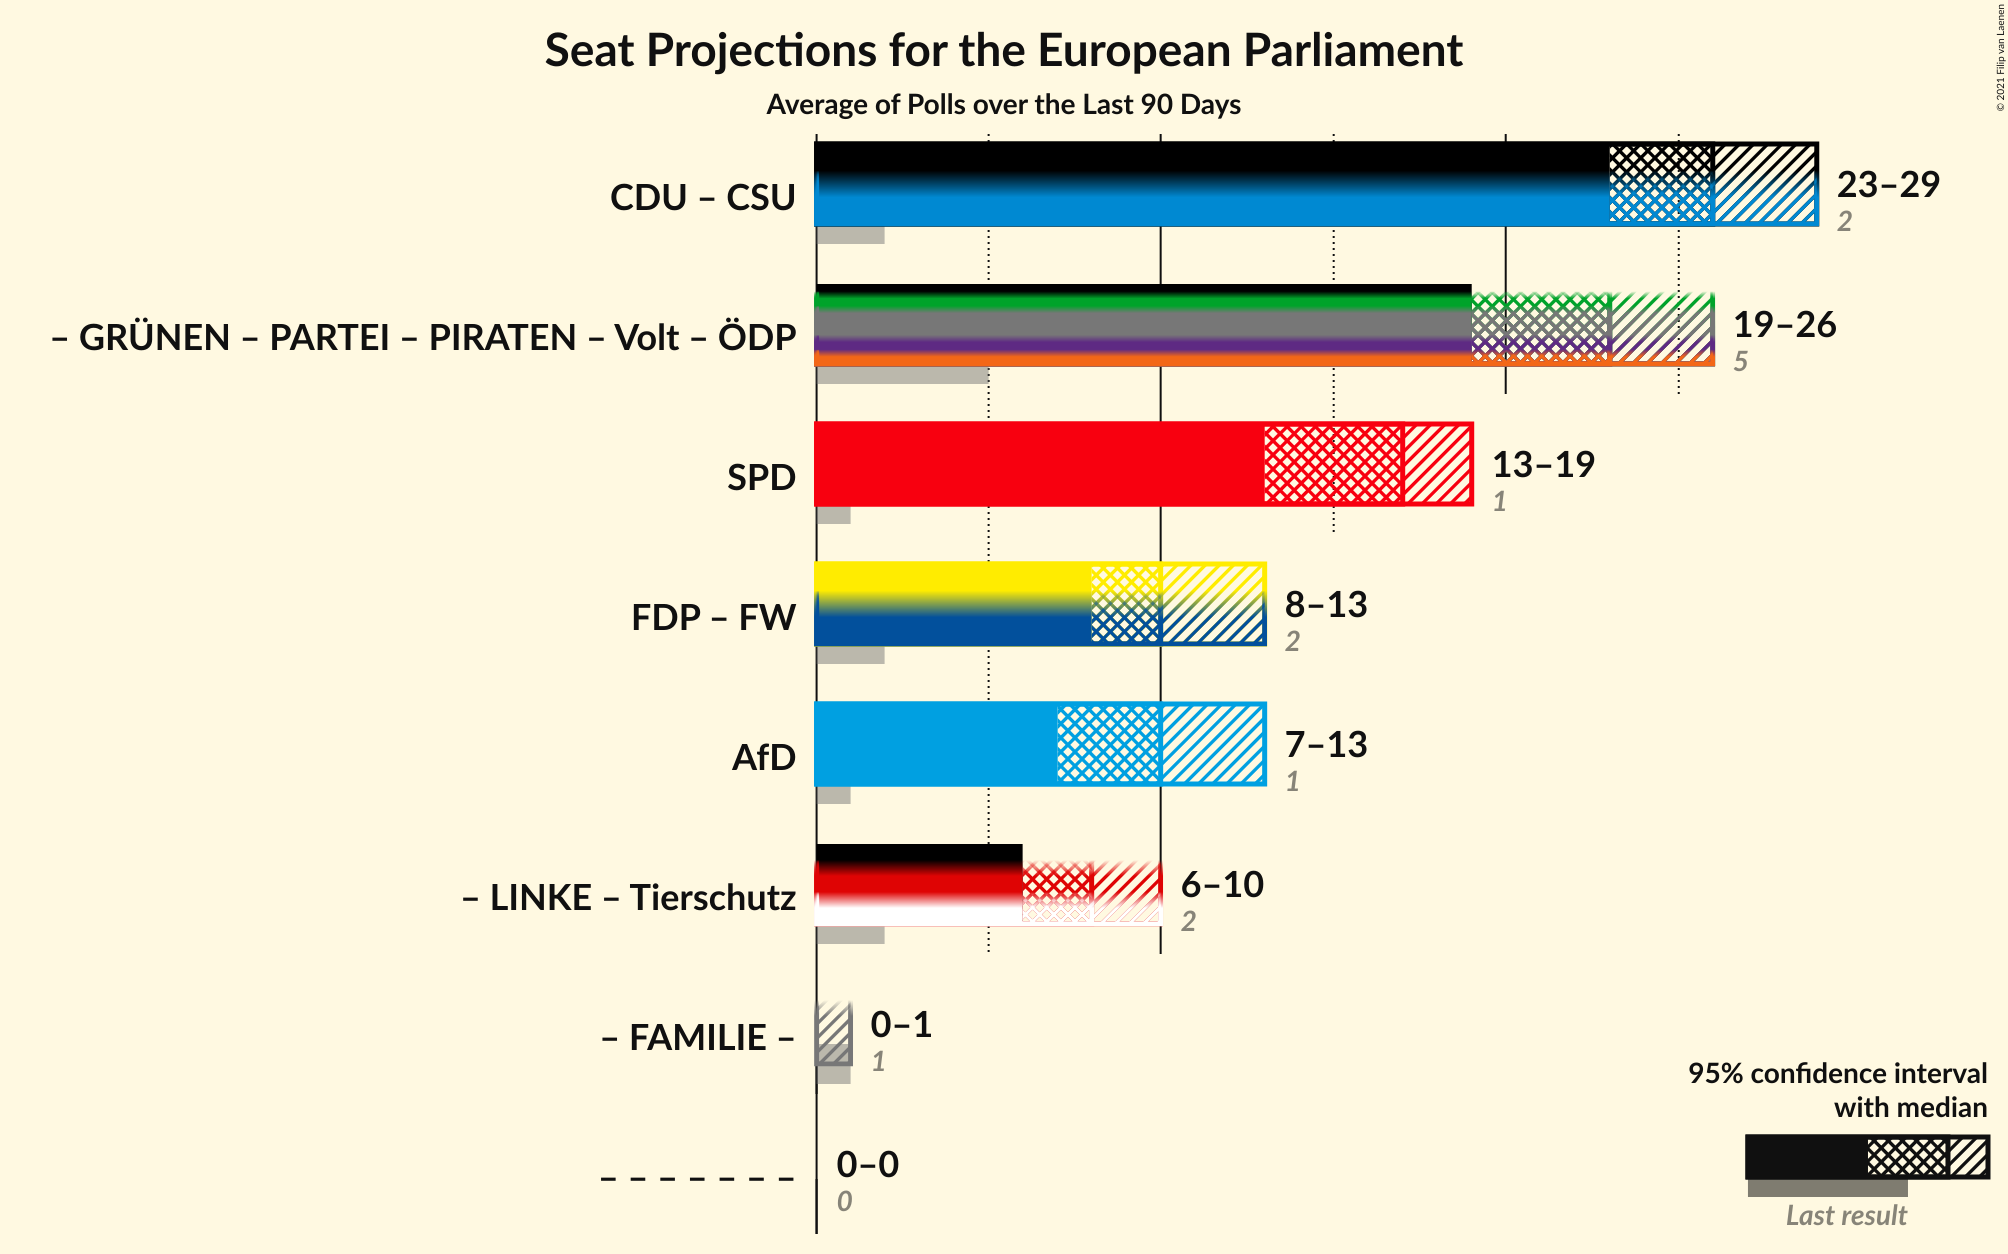 Seat Projections for the European Parliament
Average of Polls over the Last 90 Days
© 2021 Filip van Laenen
CDU – CSU
23–29
2
– GRÜNEN – PARTEI – PIRATEN – Volt – ÖDP
19–26
5
SPD
13–19
1
FDP – FW
8–13
2
AfD
7–13
1
– LINKE – Tierschutz
6–10
2
– FAMILIE –
0–1
1
– – – – – – –
0–0
0
95% confidence interval
with median
Last result